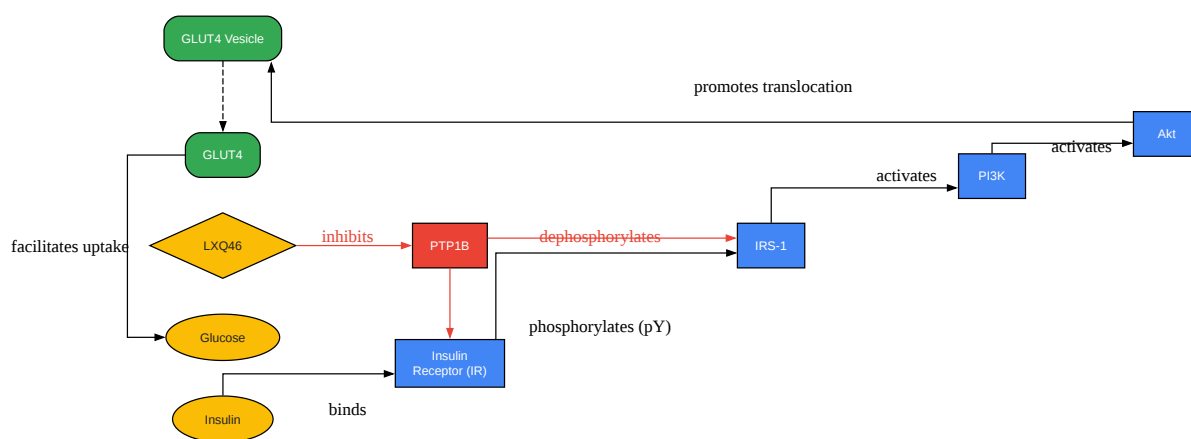 GLUT4 Vesicle
promotes translocation
Akt
GLUT4
activates
PI3K
activates
facilitates uptake
LXQ46
inhibits
PTP1B
dephosphorylates
IRS-1
phosphorylates (pY)
Glucose
Insulin
Receptor (IR)
binds
Insulin